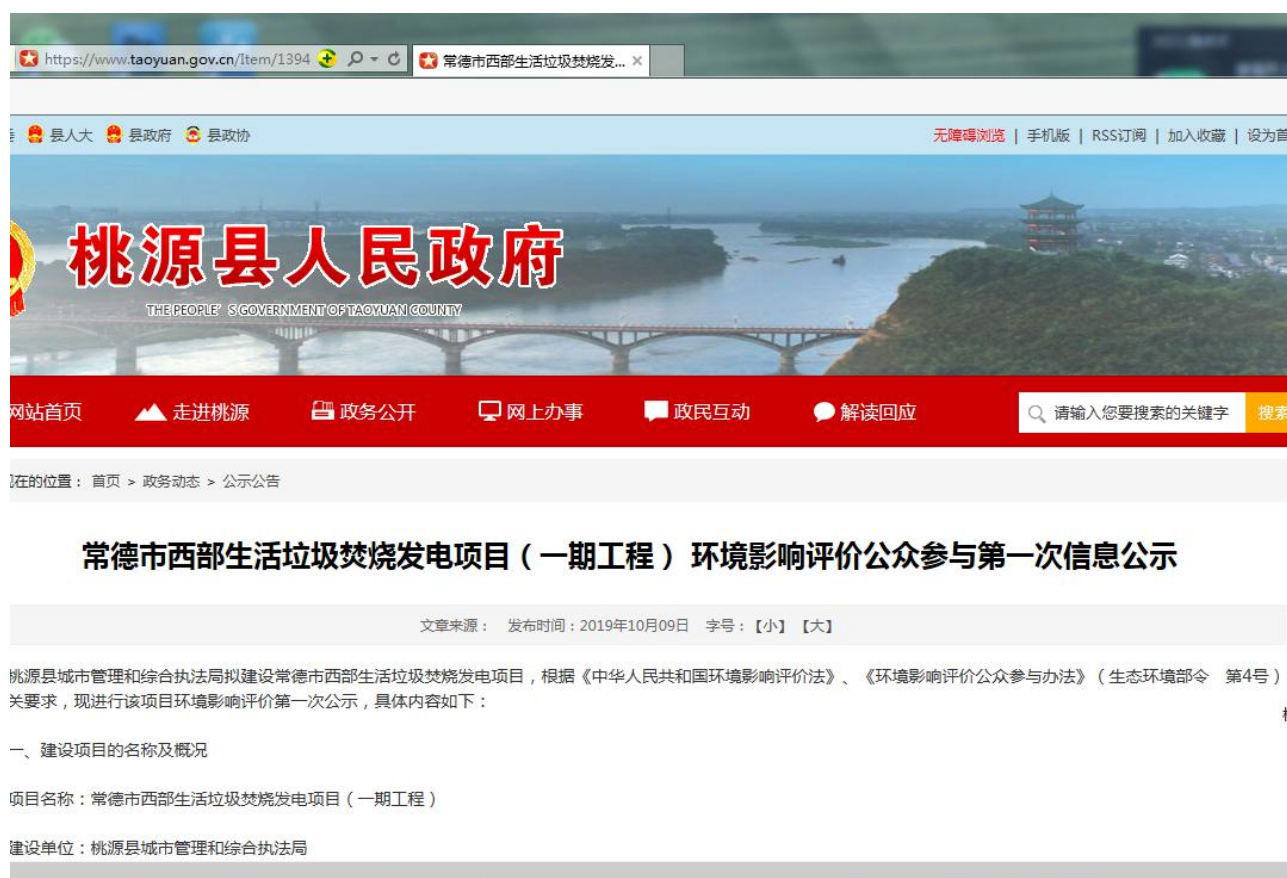 https://www.taoyuan.gov.cn/Item/1394
常德市西部生活垃圾焚烧发...
县人大 县政府 县政协
无障碍浏览 | 手机版 | RSS订阅 | 加入收藏 | 设为首
桃源县人民政府
THE PEOPLE' S GOVERNMENT OF TAOYUAN COUNTY
网站首页 走进桃源 政务公开 网上办事 政民互动 解读回应 请输入您要搜索的关键字 搜索
现在的位置： 首页 > 政务动态 > 公示公告
常德市西部生活垃圾焚烧发电项目（一期工程） 环境影响评价公众参与第一次信息公示
文章来源： 发布时间：2019年10月09日 字号：【小】【大】
桃源县城市管理和综合执法局拟建设常德市西部生活垃圾焚烧发电项目，根据《中华人民共和国环境影响评价法》、《环境影响评价公众参与办法》（生态环境部令 第4号）
关要求，现进行该项目环境影响评价第一次公示，具体内容如下：
一、建设项目的名称及概况
项目名称：常德市西部生活垃圾焚烧发电项目（一期工程）
建设单位：桃源县城市管理和综合执法局